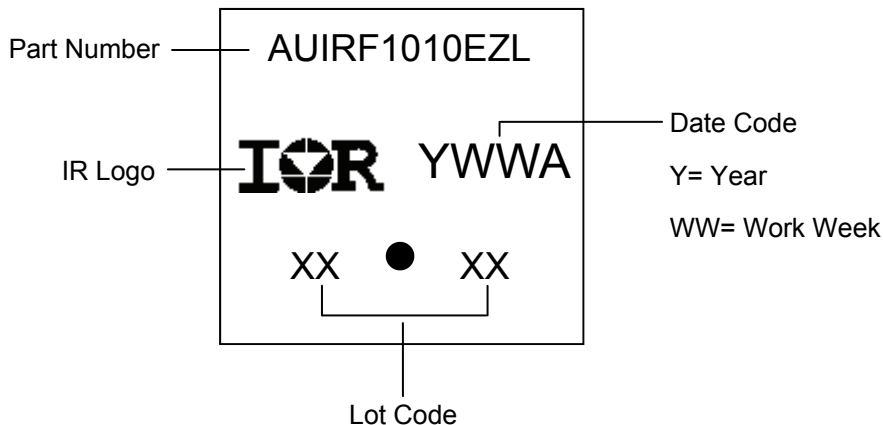 Part Number
AUIRF1010EZL
IR Logo
IOR
YWWA
Date Code
Y= Year
WW= Work Week
XX
XX
Lot Code